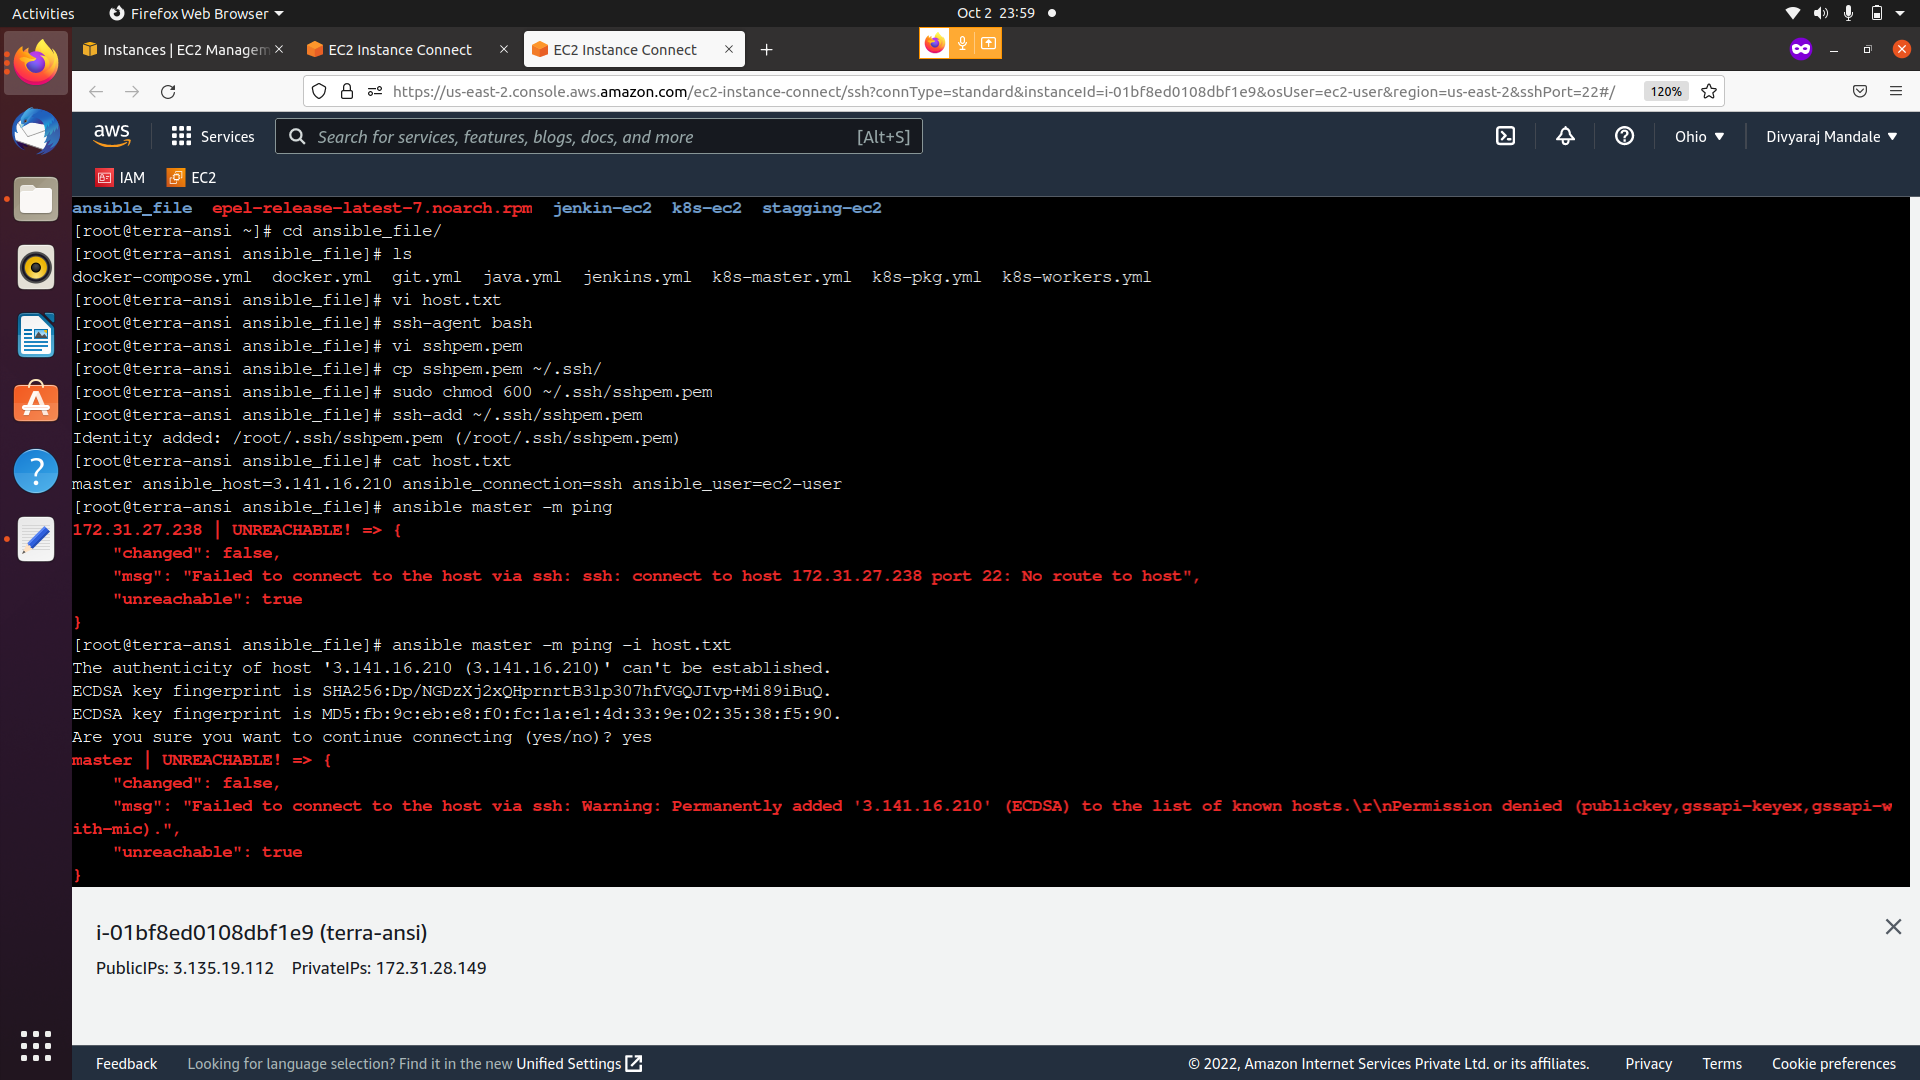 Activities
Firefox Web Browser
Oct 2 23:59
Instances | EC2 Managem
EC2 Instance Connect
EC2 Instance Connect
https://us-east-2.console.aws.amazon.com/ec2-instance-connect/ssh?connType=standard&instanceId=i-01bf8ed0108dbf1e9&osUser=ec2-user&region=us-east-2&sshPort=22#/
120%
aws
Services
Search for services, features, blogs, docs, and more
[Alt+S]
Ohio
Divyaraj Mandale
IAM
EC2
ansible_file  epel-release-latest-7.noarch.rpm  jenkin-ec2  k8s-ec2  stagging-ec2
[root@terra-ansi ~]# cd ansible_file/
[root@terra-ansi ansible_file]# ls
docker-compose.yml  docker.yml  git.yml  java.yml  jenkins.yml  k8s-master.yml  k8s-pkg.yml  k8s-workers.yml
[root@terra-ansi ansible_file]# vi host.txt
[root@terra-ansi ansible_file]# ssh-agent bash
[root@terra-ansi ansible_file]# vi sshpem.pem
[root@terra-ansi ansible_file]# cp sshpem.pem ~/.ssh/
[root@terra-ansi ansible_file]# sudo chmod 600 ~/.ssh/sshpem.pem
[root@terra-ansi ansible_file]# ssh-add ~/.ssh/sshpem.pem
Identity added: /root/.ssh/sshpem.pem (/root/.ssh/sshpem.pem)
[root@terra-ansi ansible_file]# cat host.txt
master ansible_host=3.141.16.210 ansible_connection=ssh ansible_user=ec2-user
[root@terra-ansi ansible_file]# ansible master -m ping
172.31.27.238 | UNREACHABLE! => {
    "changed": false,
    "msg": "Failed to connect to the host via ssh: ssh: connect to host 172.31.27.238 port 22: No route to host",
    "unreachable": true
}
[root@terra-ansi ansible_file]# ansible master -m ping -i host.txt
The authenticity of host '3.141.16.210 (3.141.16.210)' can't be established.
ECDSA key fingerprint is SHA256:Dp/NGDzXj2xQHprnrtB3lp307hfVGQJIvp+Mi89iBuQ.
ECDSA key fingerprint is MD5:fb:9c:eb:e8:f0:fc:1a:e1:4d:33:9e:02:35:38:f5:90.
Are you sure you want to continue connecting (yes/no)? yes
master | UNREACHABLE! => {
    "changed": false,
    "msg": "Failed to connect to the host via ssh: Warning: Permanently added '3.141.16.210' (ECDSA) to the list of known hosts.\r\nPermission denied (publickey,gssapi-keyex,gssapi-w
ith-mic).",
    "unreachable": true
}
i-01bf8ed0108dbf1e9 (terra-ansi)
PublicIPs: 3.135.19.112    PrivateIPs: 172.31.28.149
Feedback
Looking for language selection? Find it in the new Unified Settings
© 2022, Amazon Internet Services Private Ltd. or its affiliates.
Privacy
Terms
Cookie preferences